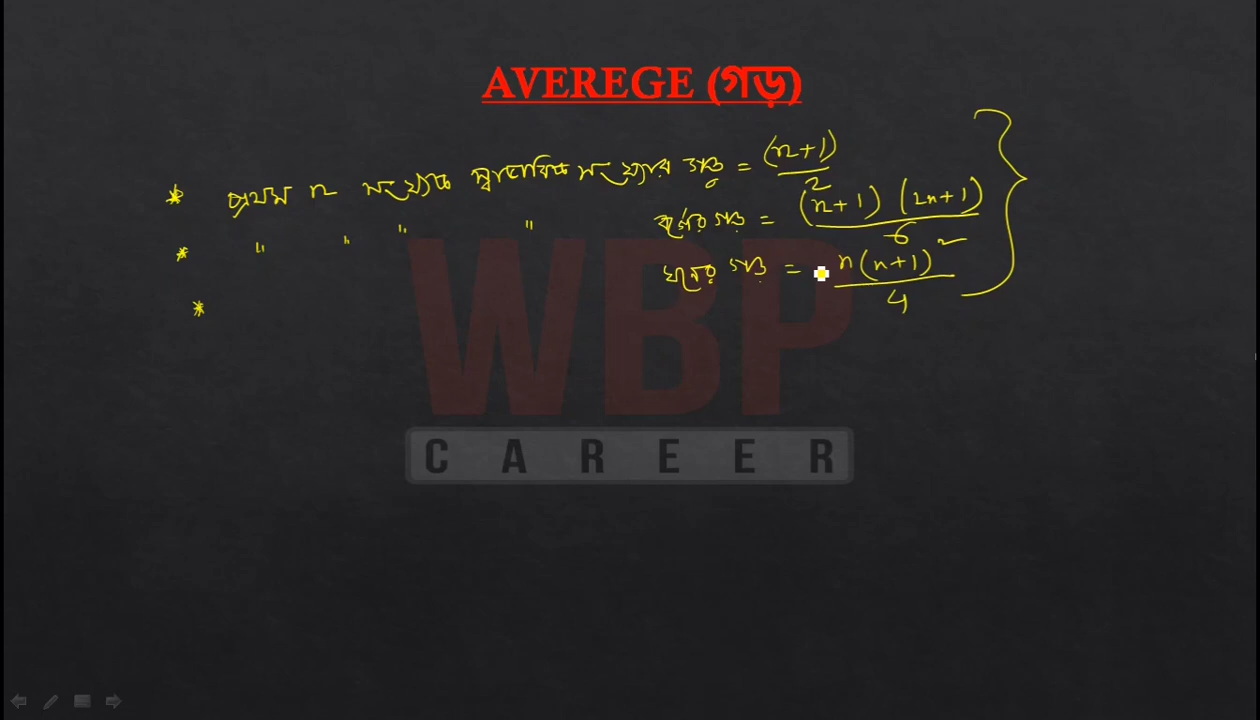 AVEREGE (গড়)
* প্রথম n সংখ্যক স্বাভাবিক সংখ্যার গড় = (n+1)/2
* " " " " বর্গের গড় = (n+1) (2n+1)/6
ঘনের গড় = n(n+1)²/4
*
WBP
CAREER